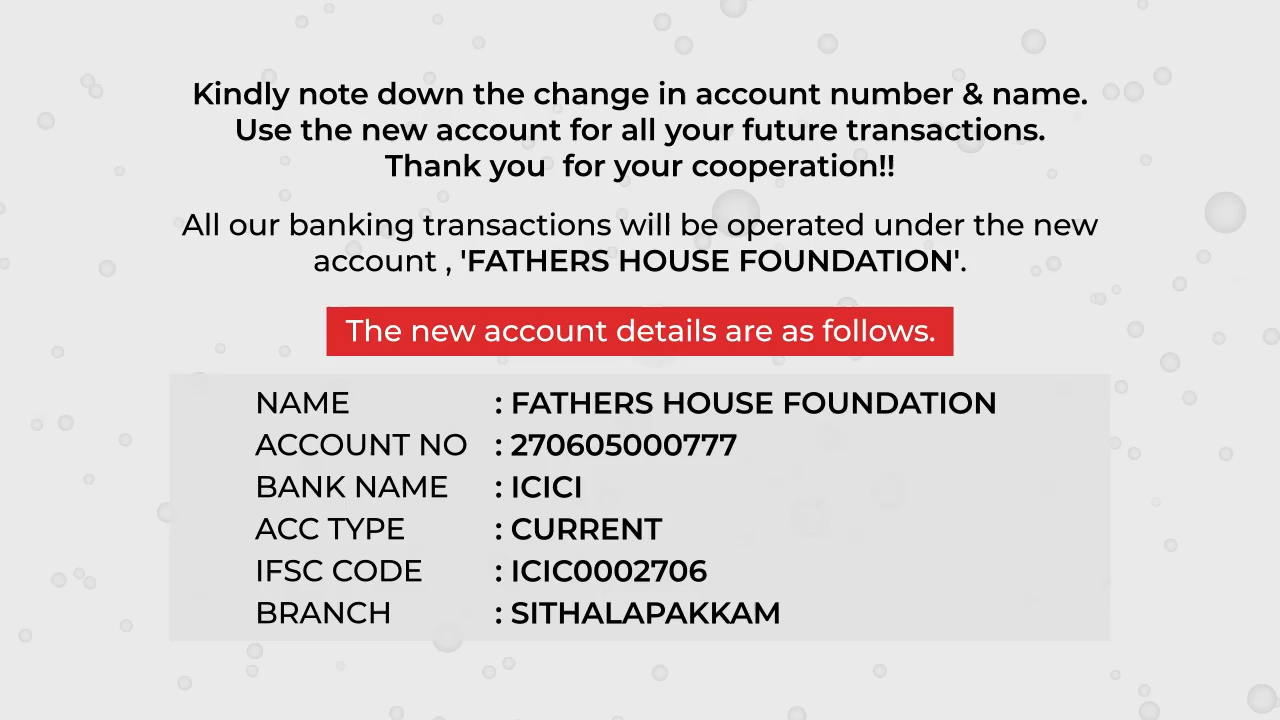 Kindly note down the change in account number & name.
Use the new account for all your future transactions.
Thank you  for your cooperation!!
All our banking transactions will be operated under the new
account , 'FATHERS HOUSE FOUNDATION'.
The new account details are as follows.
NAME : FATHERS HOUSE FOUNDATION
ACCOUNT NO : 270605000777
BANK NAME : ICICI
ACC TYPE : CURRENT
IFSC CODE : ICIC0002706
BRANCH : SITHALAPAKKAM